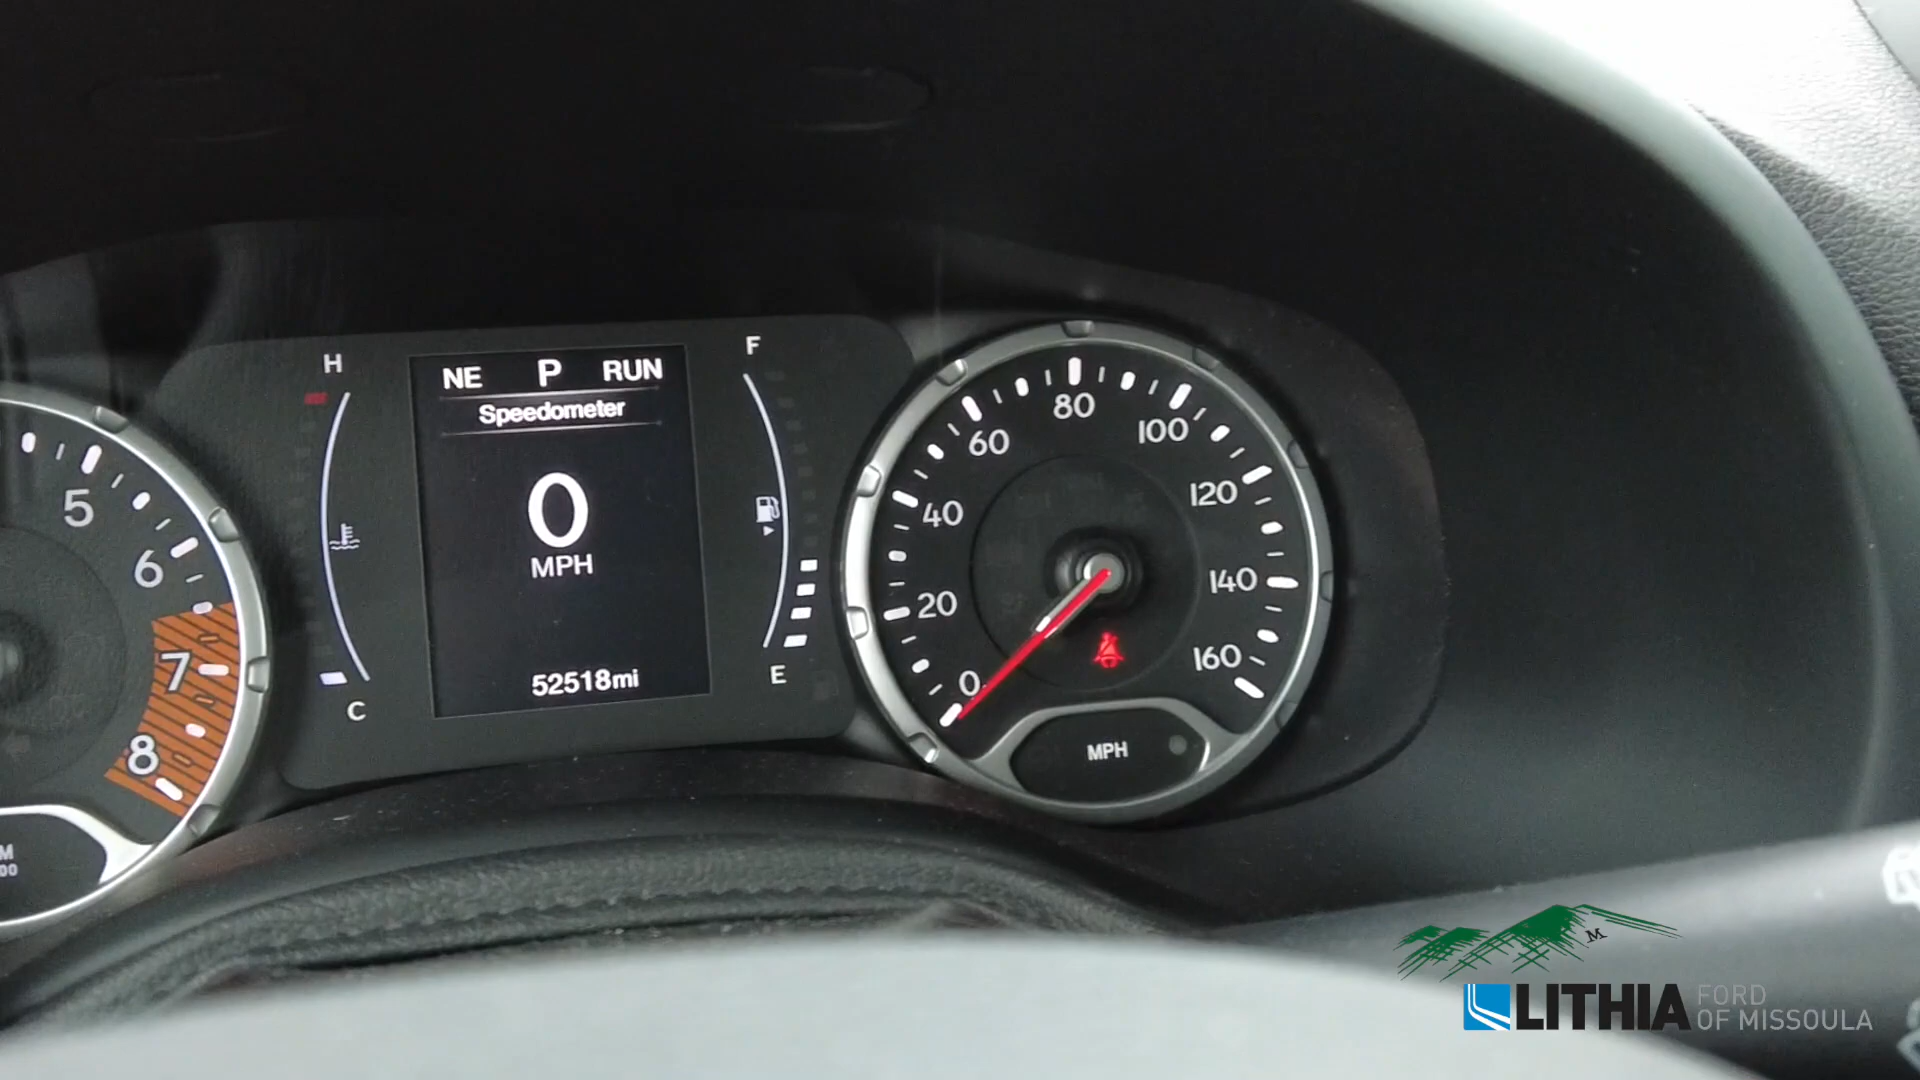 H
NE P RUN
Speedometer
0
MPH
52518mi
C
F
E
5
6
7
8
0
20
40
60
80
100
120
140
160
MPH
M
LITHIA FORD
OF MISSOULA